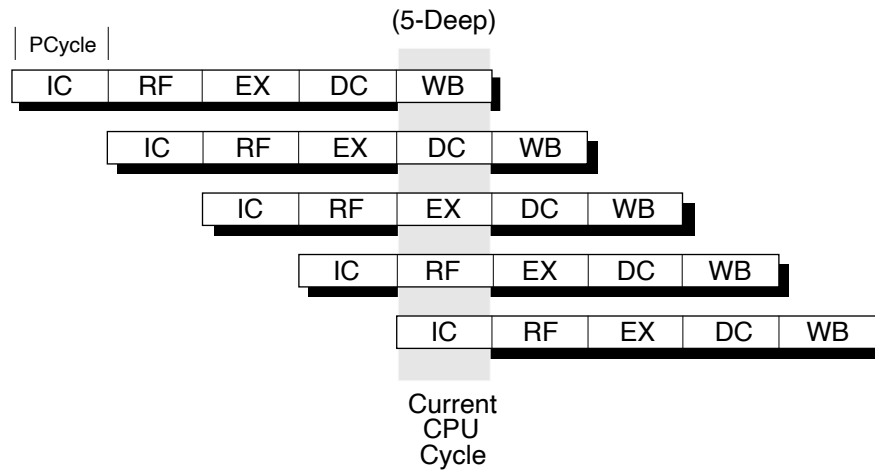 (5-Deep)
PCycle
IC RF EX DC WB
IC RF EX DC WB
IC RF EX DC WB
IC RF EX DC WB
IC RF EX DC WB
Current
CPU
Cycle